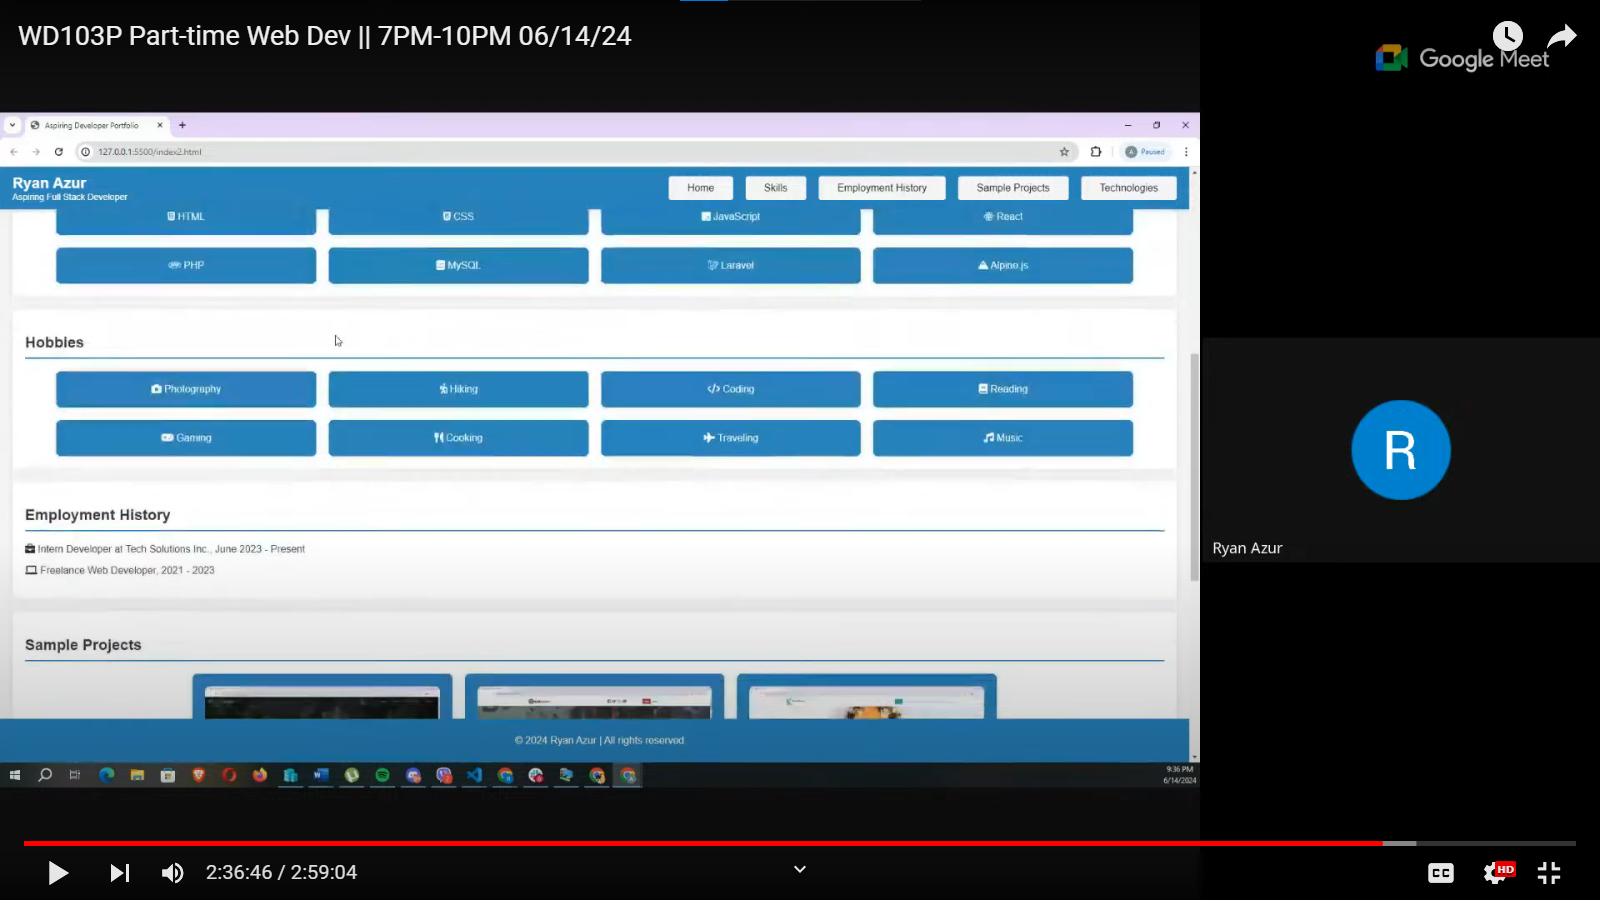 WD103P Part-time Web Dev || 7PM-10PM 06/14/24
Google Meet
Aspiring Developer Portfolio
127.0.0.1:5500/index2.html
Paused
Ryan Azur
Aspiring Full Stack Developer
Home
Skills
Employment History
Sample Projects
Technologies
HTML
CSS
JavaScript
React
PHP
MySQL
Laravel
Alpine.js
Hobbies
Photography
Hiking
Coding
Reading
Gaming
Cooking
Traveling
Music
Employment History
Intern Developer at Tech Solutions Inc., June 2023 - Present
Freelance Web Developer, 2021 - 2023
Sample Projects
© 2024 Ryan Azur | All rights reserved
9:36 PM
6/14/2024
R
Ryan Azur
2:36:46 / 2:59:04
CC
HD